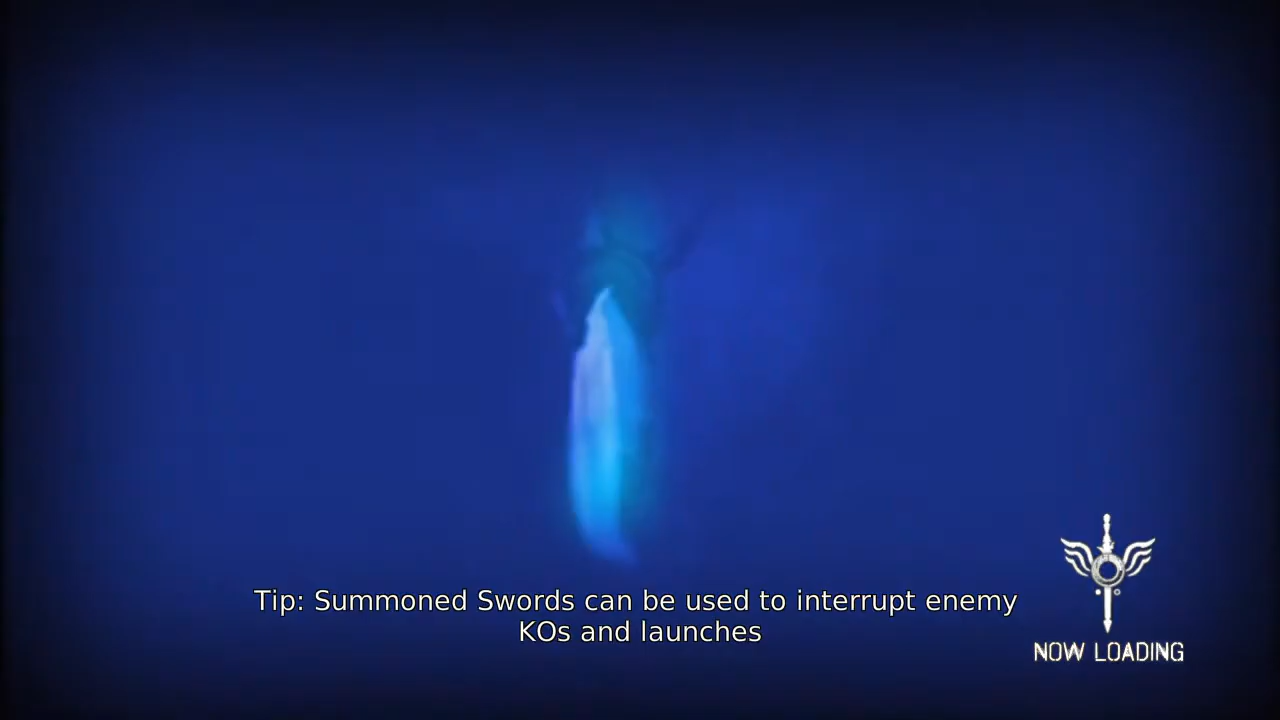 Tip: Summoned Swords can be used to interrupt enemy
KOs and launches
NOW LOADING